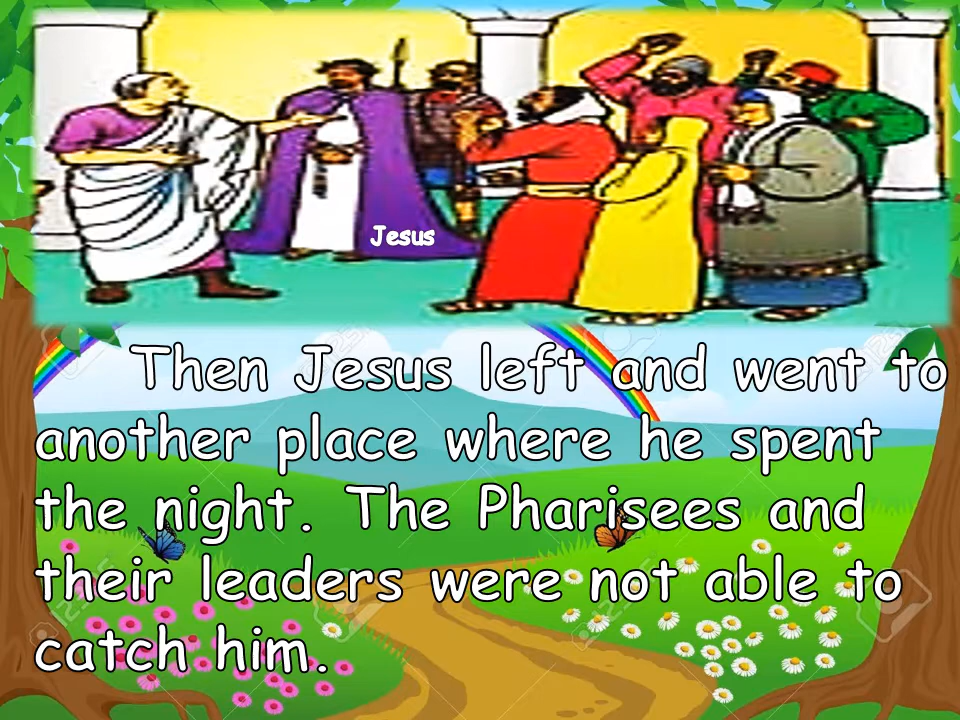 Jesus
Then Jesus left and went to
another place where he spent
the night. The Pharisees and
their leaders were not able to
catch him.